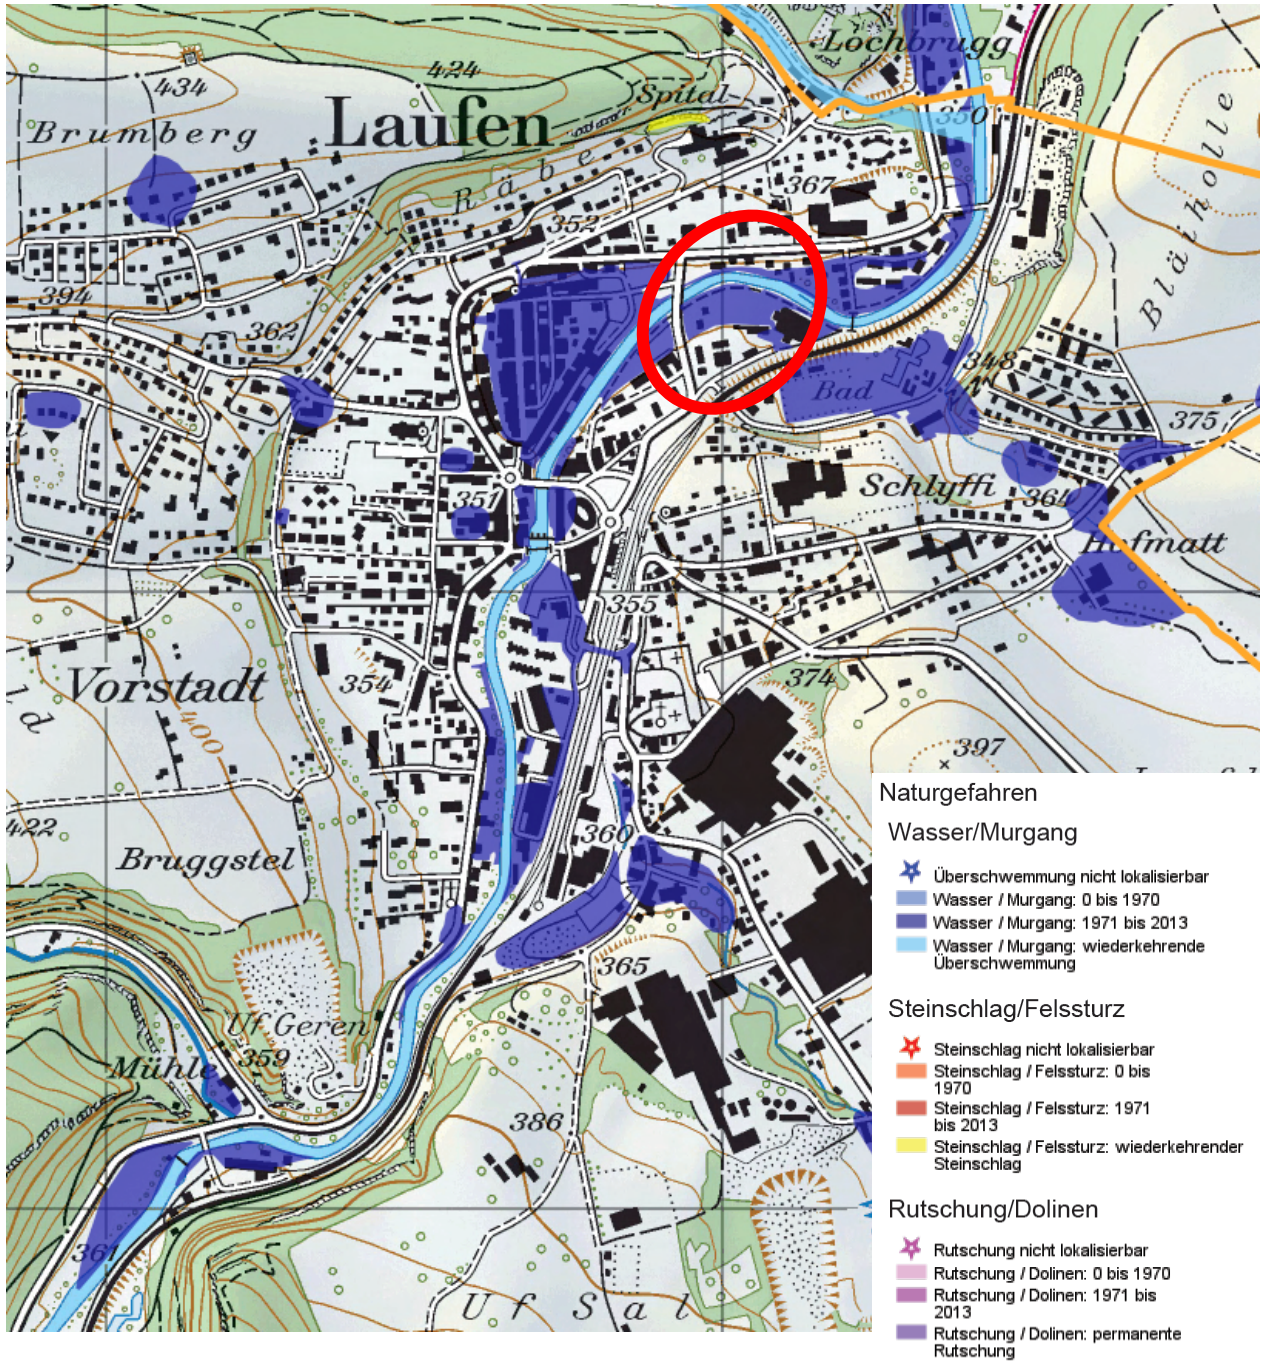 Lochbrugg
424
434
Spital
Laufen
Brumberg
350
Räbe
367
352
Bläiholle
394
362
348
Bad
375
351
Schlyffi
364
Hofmatt
355
Vorstadt
354
374
400
397
422
360
Bruggstel
365
Uf Geren
359
Mühle
386
361
Uf Sal
Naturgefahren
Wasser/Murgang
Überschwemmung nicht lokalisierbar
Wasser / Murgang: 0 bis 1970
Wasser / Murgang: 1971 bis 2013
Wasser / Murgang: wiederkehrende
Überschwemmung
Steinschlag/Felssturz
Steinschlag nicht lokalisierbar
Steinschlag / Felssturz: 0 bis
1970
Steinschlag / Felssturz: 1971
bis 2013
Steinschlag / Felssturz: wiederkehrender
Steinschlag
Rutschung/Dolinen
Rutschung nicht lokalisierbar
Rutschung / Dolinen: 0 bis 1970
Rutschung / Dolinen: 1971 bis
2013
Rutschung / Dolinen: permanente
Rutschung